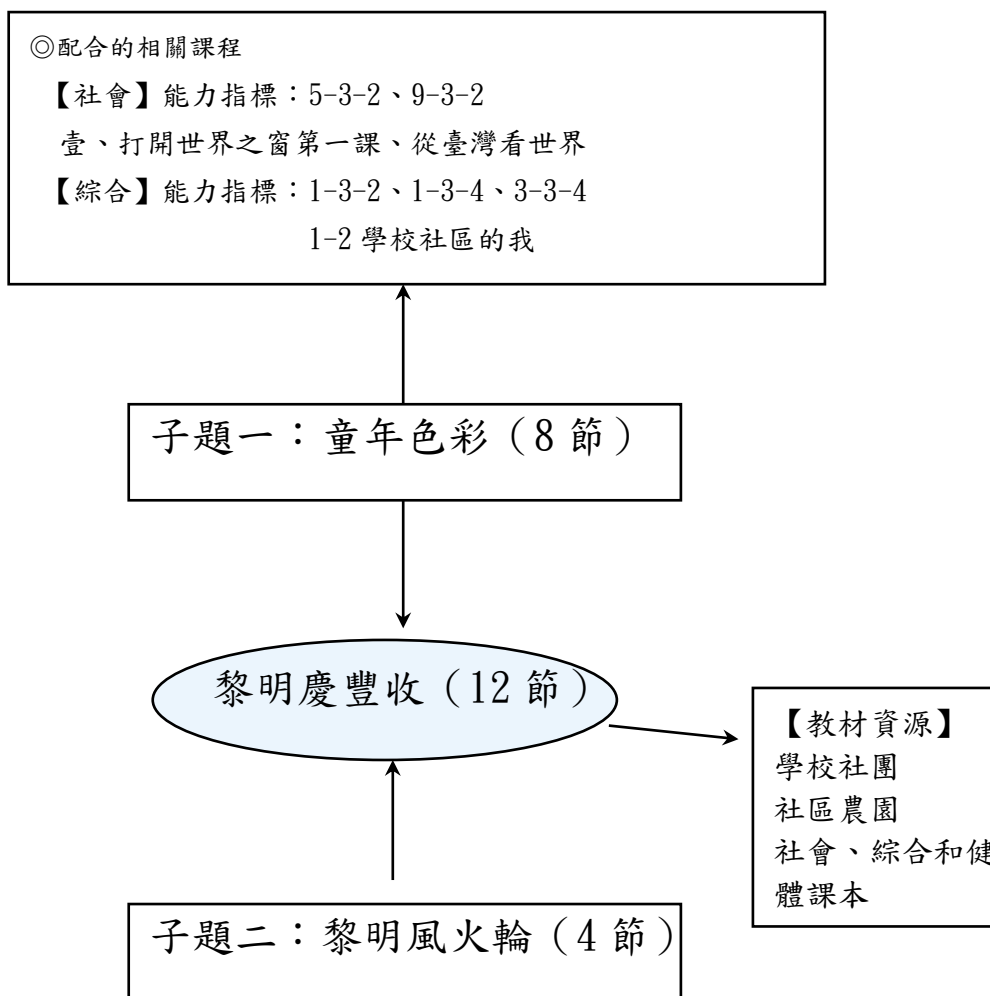 ◎配合的相關課程
【社會】能力指標：5-3-2、9-3-2
壹、打開世界之窗第一課、從臺灣看世界
【綜合】能力指標：1-3-2、1-3-4、3-3-4
1-2 學校社區的我
子題一：童年色彩（8 節）
黎明慶豐收（12 節）
【教材資源】
學校社團
社區農園
社會、綜合和健
體課本
子題二：黎明風火輪（4 節）